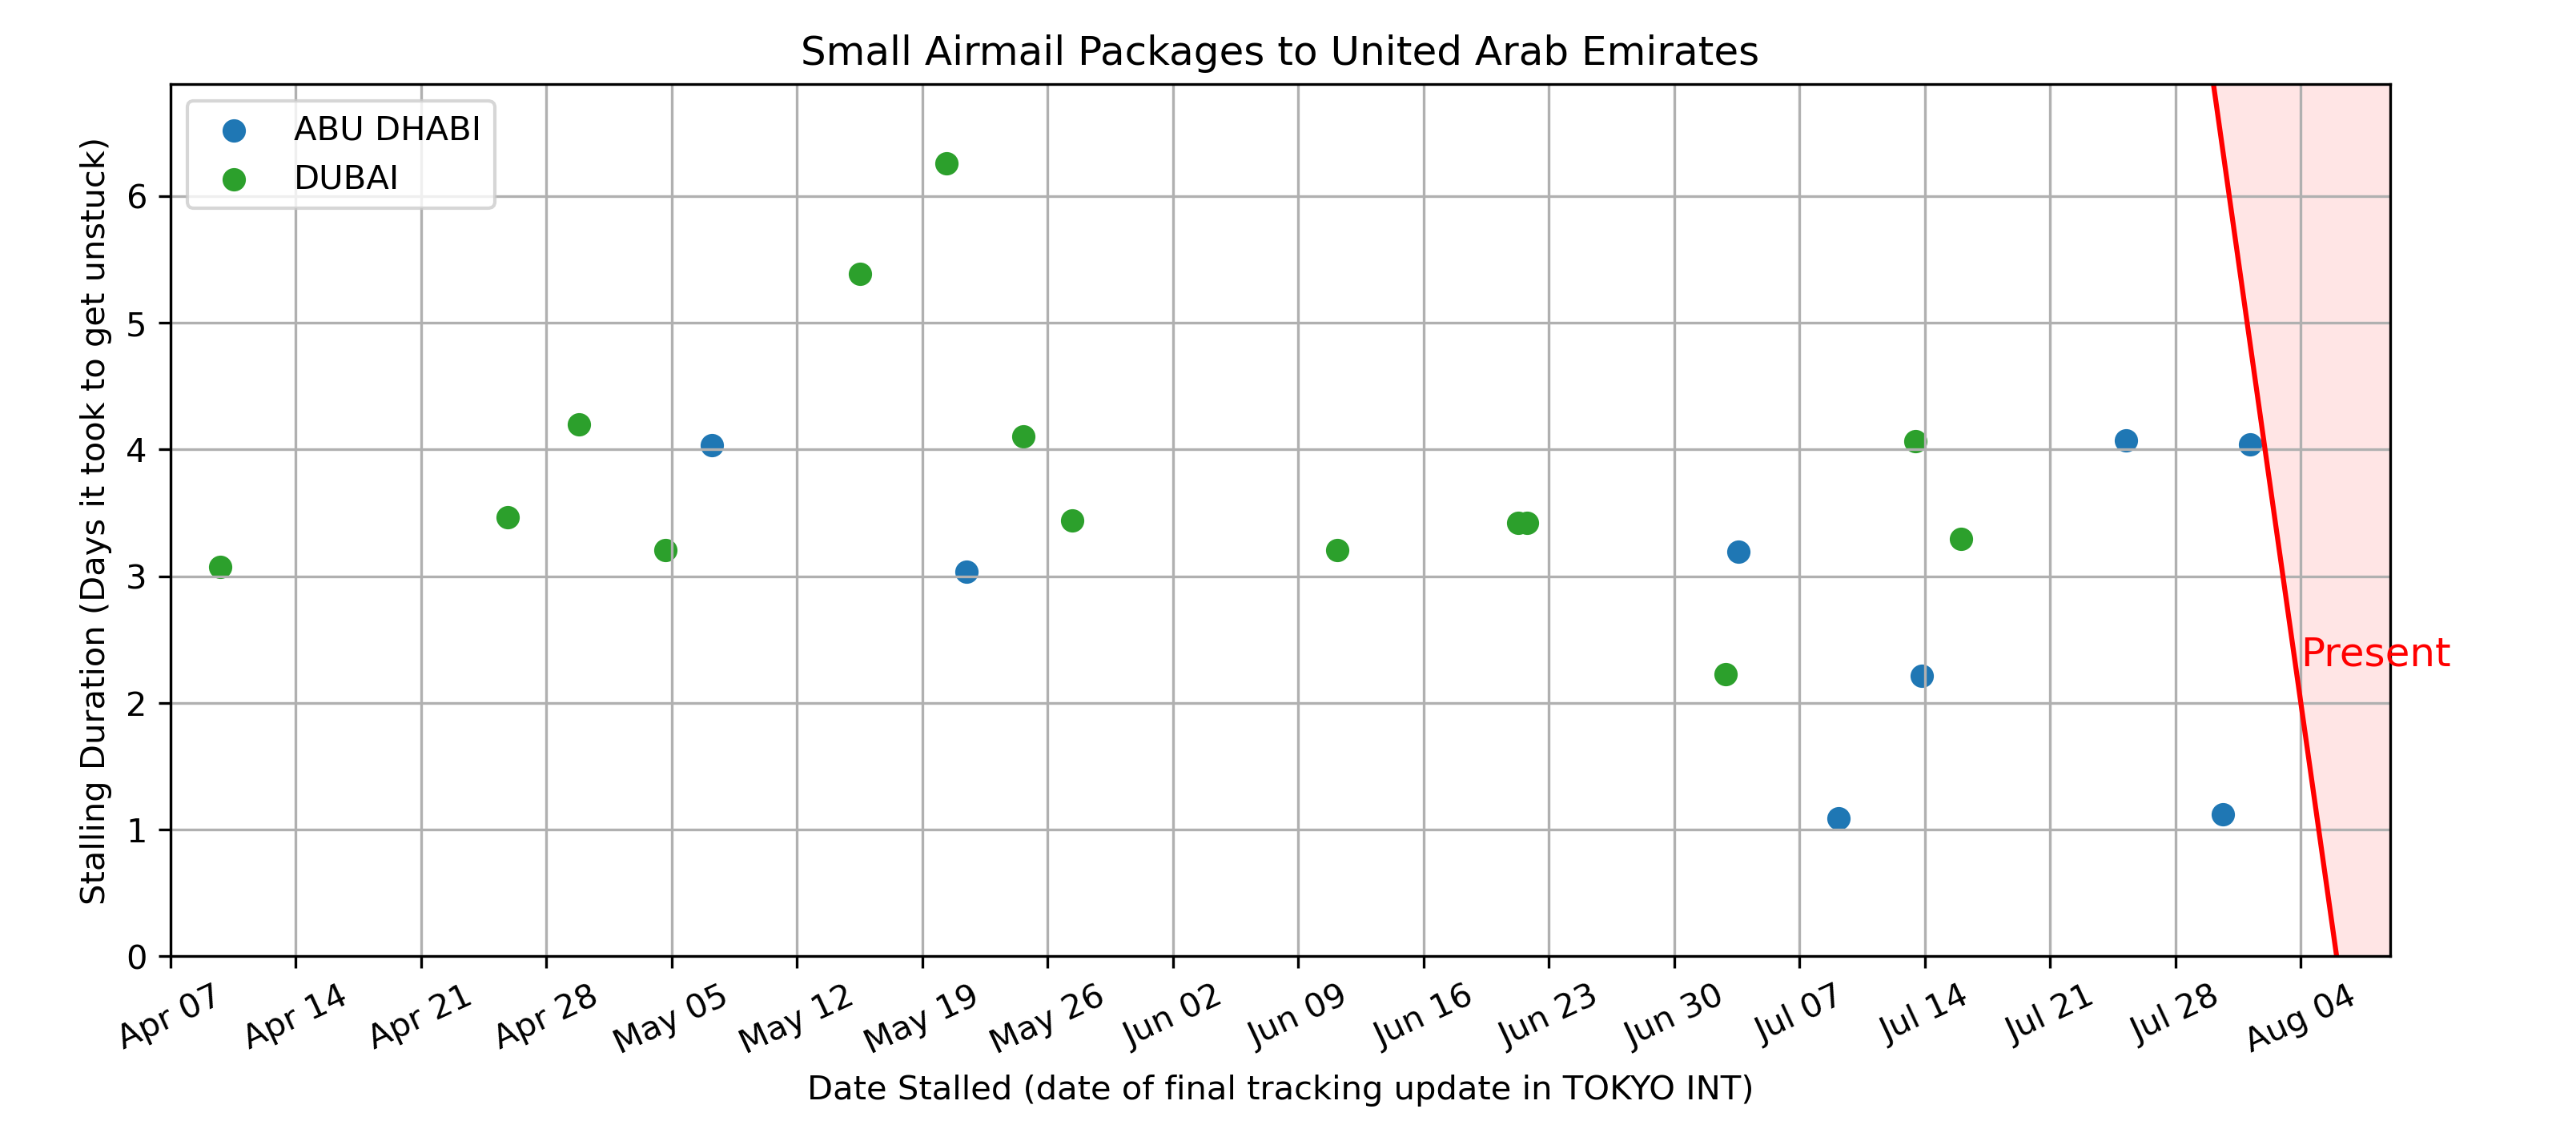 Small Airmail Packages to United Arab Emirates
ABU DHABI
DUBAI
Stalling Duration (Days it took to get unstuck)
6
5
4
3
2
1
0
Present
Apr 07
Apr 14
Apr 21
Apr 28
May 05
May 12
May 19
May 26
Jun 02
Jun 09
Jun 16
Jun 23
Jun 30
Jul 07
Jul 14
Jul 21
Jul 28
Aug 04
Date Stalled (date of final tracking update in TOKYO INT)